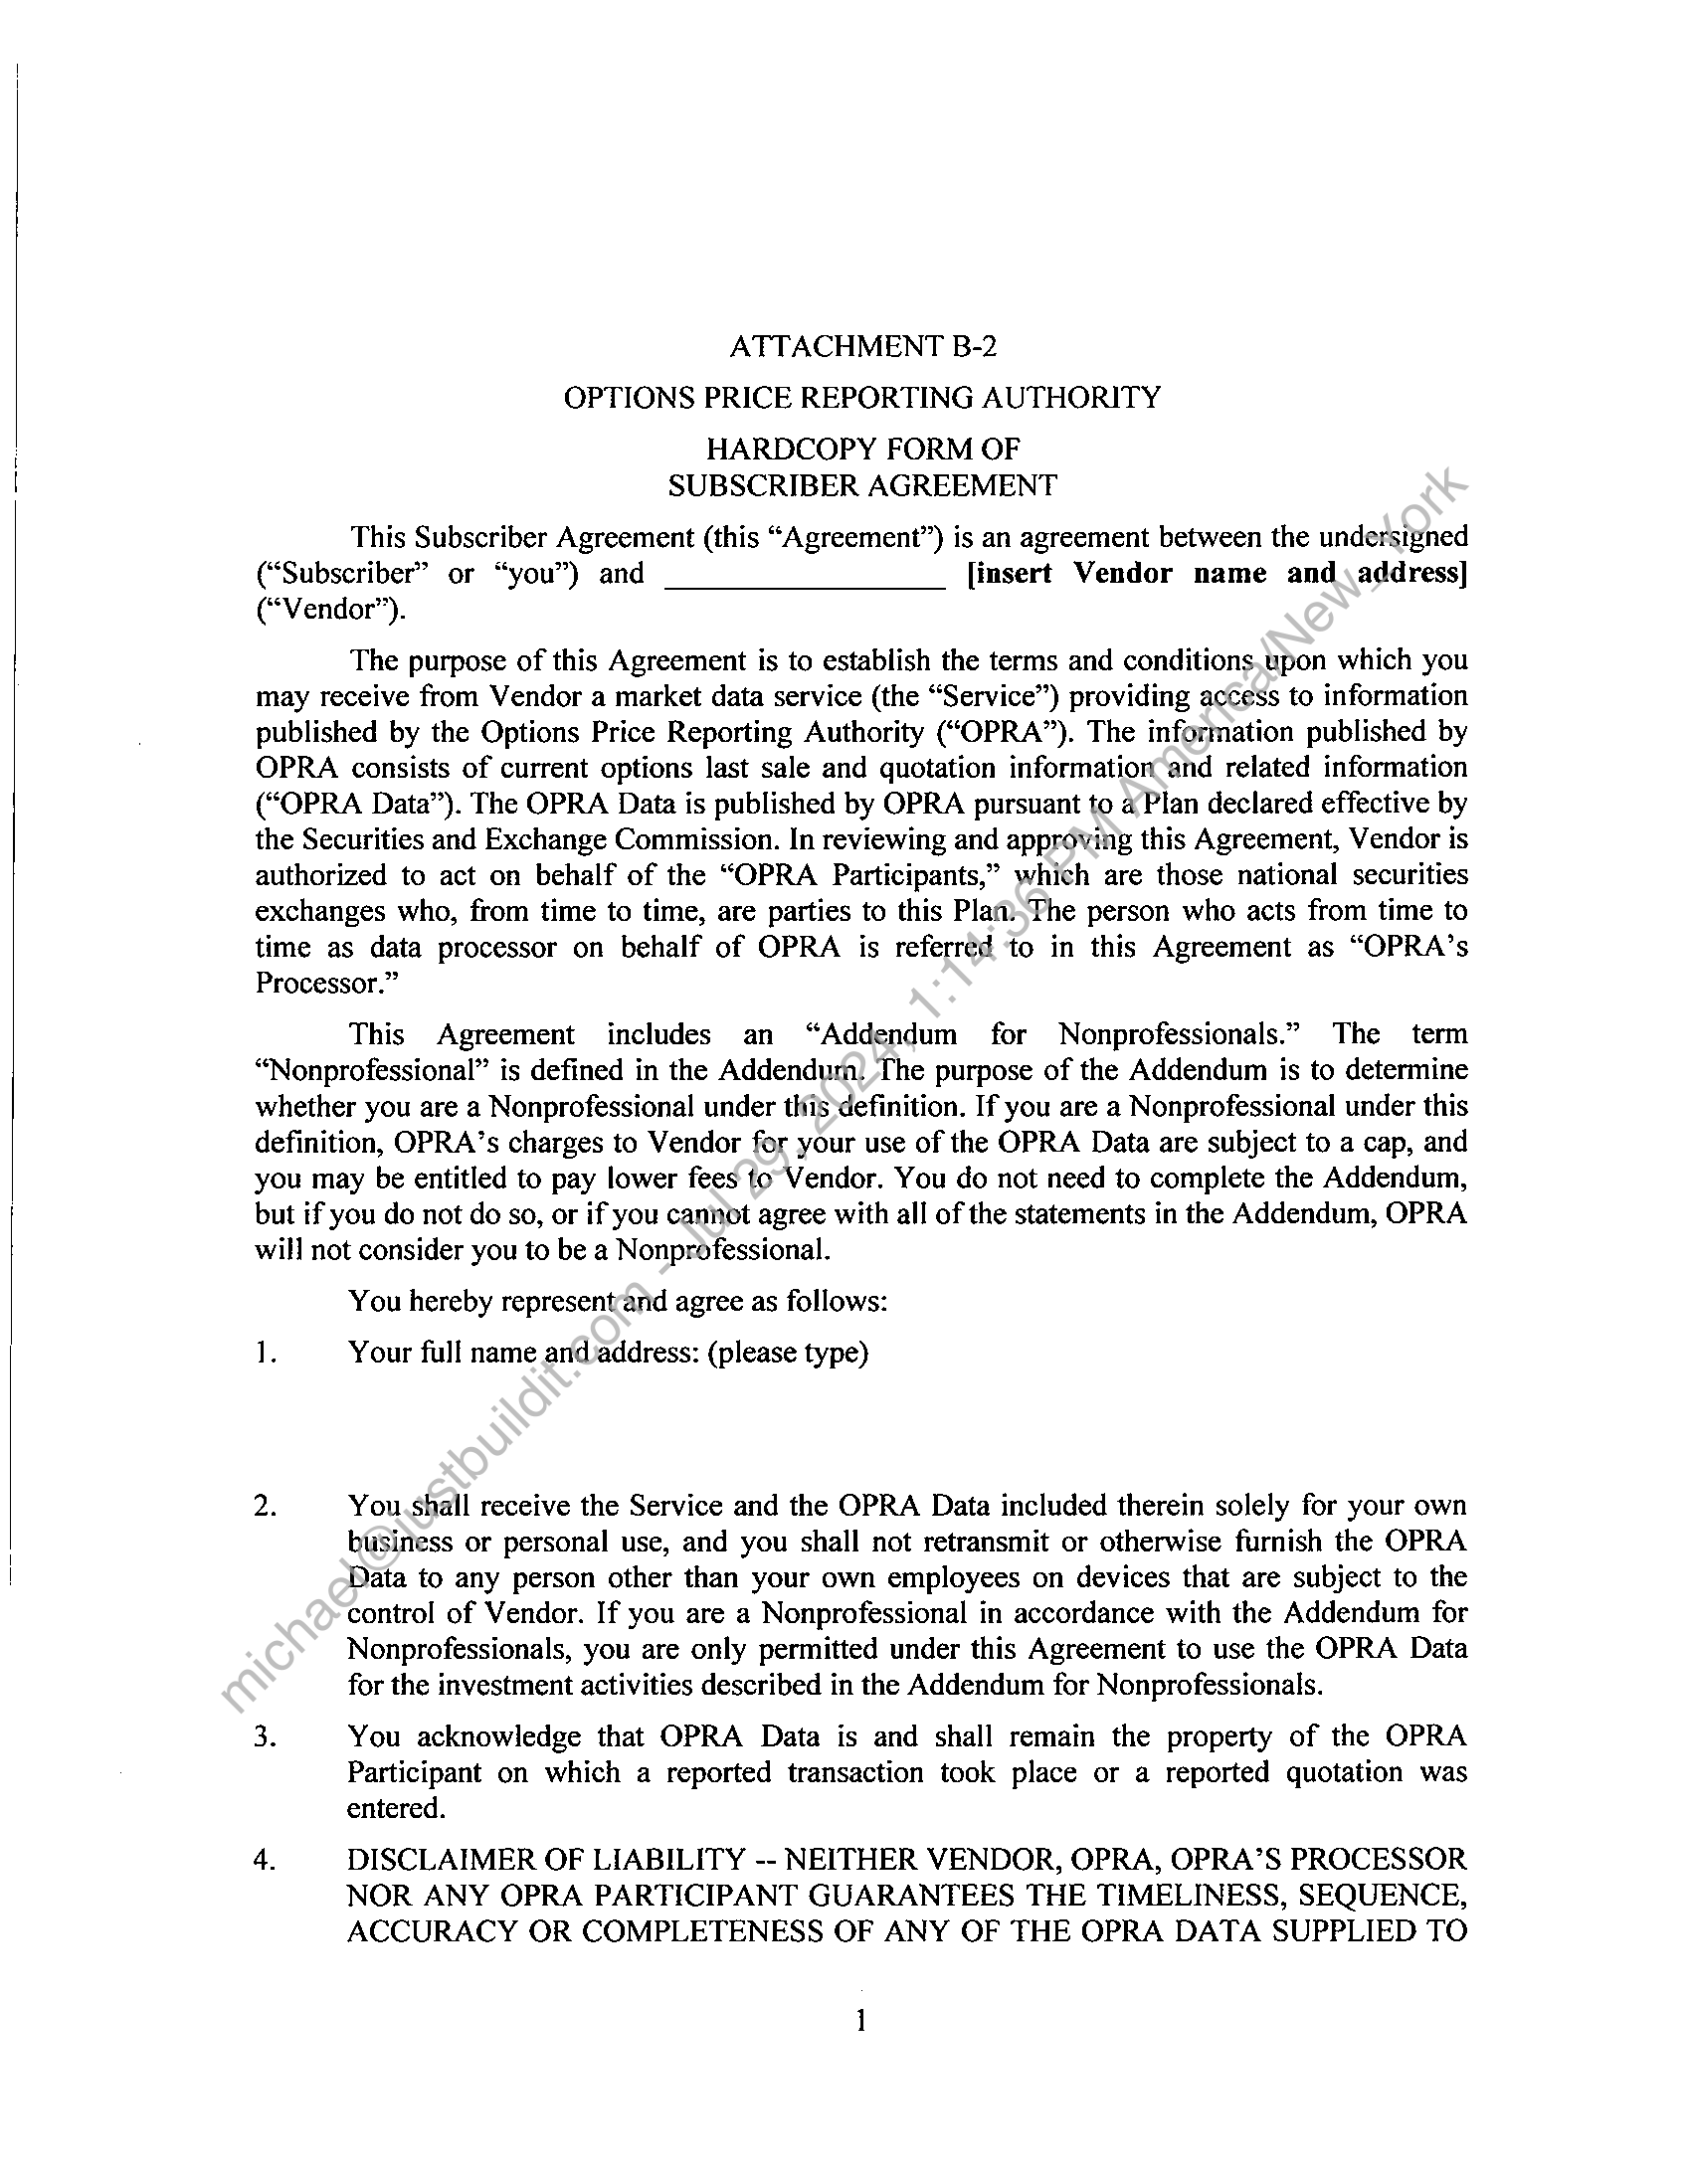 ATTACHMENT B-2
OPTIONS PRICE REPORTING AUTHORITY
HARDCOPY FORM OF
SUBSCRIBER AGREEMENT
This Subscriber Agreement (this “Agreement”) is an agreement between the undersigned
(“Subscriber” or “you”) and ____________________ [insert Vendor name and address]
(“Vendor”).
The purpose of this Agreement is to establish the terms and conditions upon which you
may receive from Vendor a market data service (the “Service”) providing access to information
published by the Options Price Reporting Authority (“OPRA”). The information published by
OPRA consists of current options last sale and quotation information and related information
(“OPRA Data”). The OPRA Data is published by OPRA pursuant to a Plan declared effective by
the Securities and Exchange Commission. In reviewing and approving this Agreement, Vendor is
authorized to act on behalf of the “OPRA Participants,” which are those national securities
exchanges who, from time to time, are parties to this Plan. The person who acts from time to
time as data processor on behalf of OPRA is referred to in this Agreement as “OPRA’s
Processor.”
This Agreement includes an “Addendum for Nonprofessionals.” The term
“Nonprofessional” is defined in the Addendum. The purpose of the Addendum is to determine
whether you are a Nonprofessional under this definition. If you are a Nonprofessional under this
definition, OPRA’s charges to Vendor for your use of the OPRA Data are subject to a cap, and
you may be entitled to pay lower fees to Vendor. You do not need to complete the Addendum,
but if you do not do so, or if you cannot agree with all of the statements in the Addendum, OPRA
will not consider you to be a Nonprofessional.
You hereby represent and agree as follows:
1. Your full name and address: (please type)
2. You shall receive the Service and the OPRA Data included therein solely for your own
business or personal use, and you shall not retransmit or otherwise furnish the OPRA
Data to any person other than your own employees on devices that are subject to the
control of Vendor. If you are a Nonprofessional in accordance with the Addendum for
Nonprofessionals, you are only permitted under this Agreement to use the OPRA Data
for the investment activities described in the Addendum for Nonprofessionals.
3. You acknowledge that OPRA Data is and shall remain the property of the OPRA
Participant on which a reported transaction took place or a reported quotation was
entered.
4. DISCLAIMER OF LIABILITY -- NEITHER VENDOR, OPRA, OPRA’S PROCESSOR
NOR ANY OPRA PARTICIPANT GUARANTEES THE TIMELINESS, SEQUENCE,
ACCURACY OR COMPLETENESS OF ANY OF THE OPRA DATA SUPPLIED TO
1
michael@justbuildit.com - Jul 29, 2024, 1:14:36 PM America/New_York